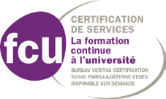 fcu
CERTIFICATION
DE SERVICES
La formation
continue
à l'université
BUREAU VERITAS CERTIFICATION
92046 PARIS-LA-DÉFENSE CEDEX
DISPONIBLE SUR DEMANDE